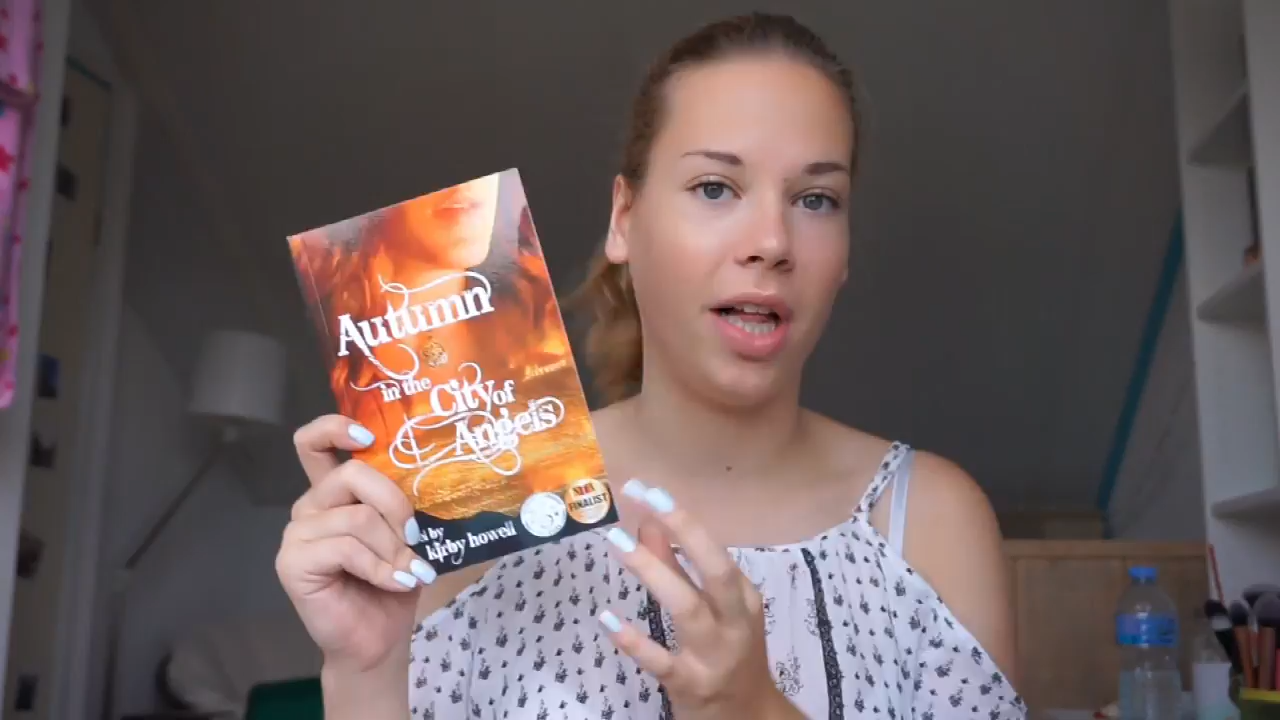 Autumn
in the
City of
Angels
kirby howell
FINALIST